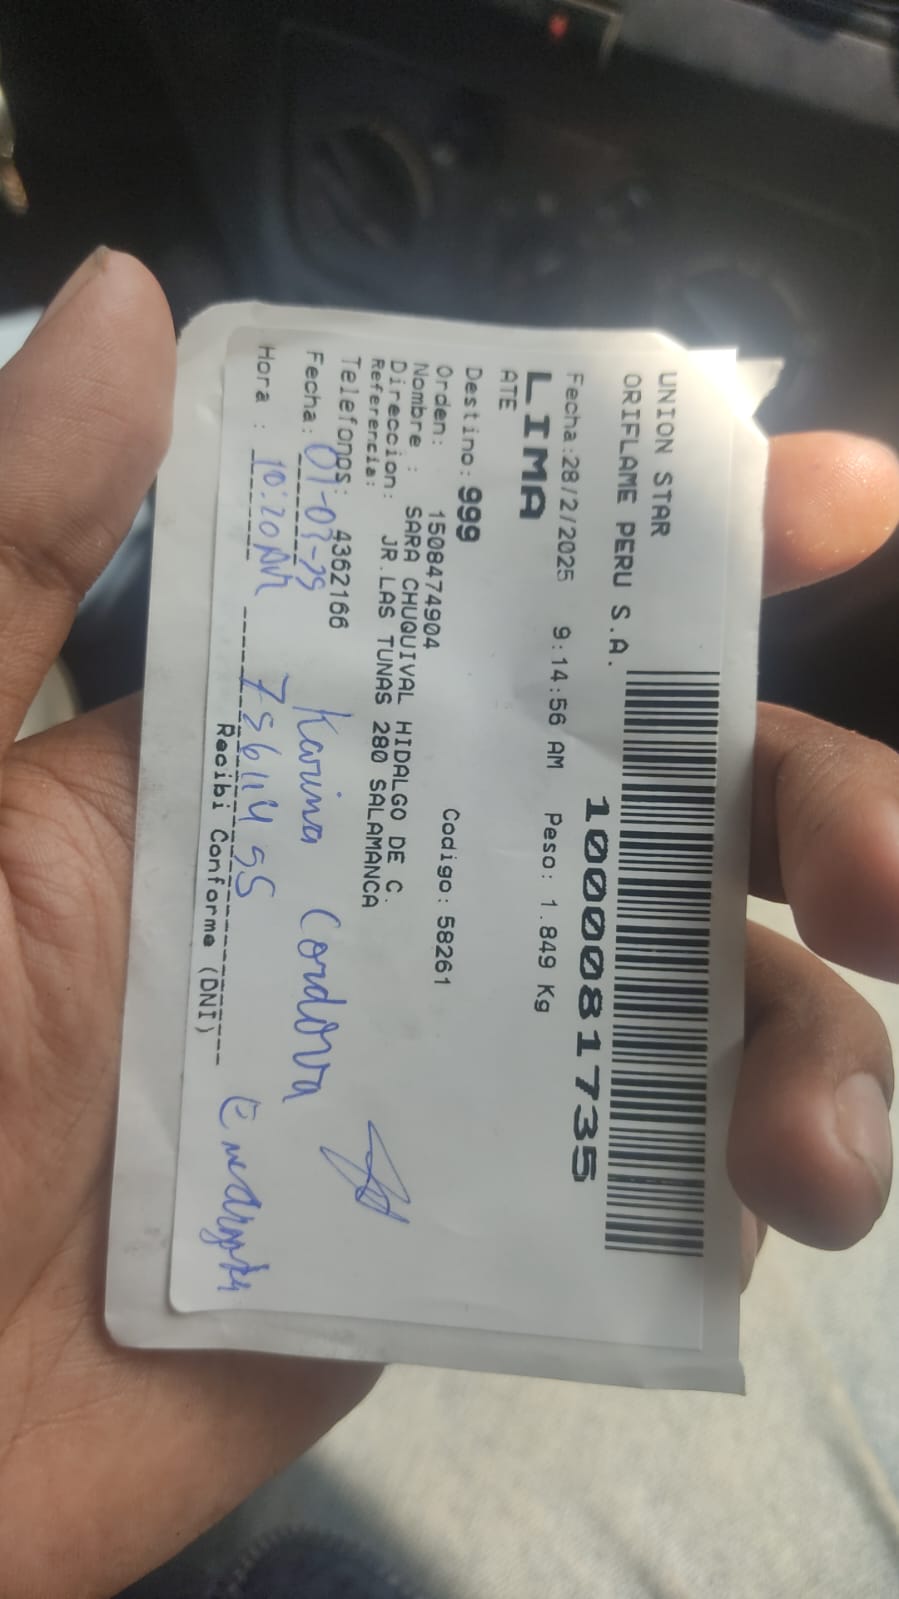 UNION STAR
ORIFLAME PERU S.A.
1000081735
Fecha:28/2/2025 9:14:56 AM Peso: 1.849 Kg
LIMA
ATE
Destino: 999
Orden: 1508474904 Codigo: 58261
Nombre : SARA CHUQUIVAL HIDALGO DE C.
Direccion: JR.LAS TUNAS 280 SALAMANCA
Referencia:
Telefonos: 4362166
Fecha: 01-03-25 Karina Cordova
Hora : 10:20 AM 75611455
Recibi Conforme (DNI)